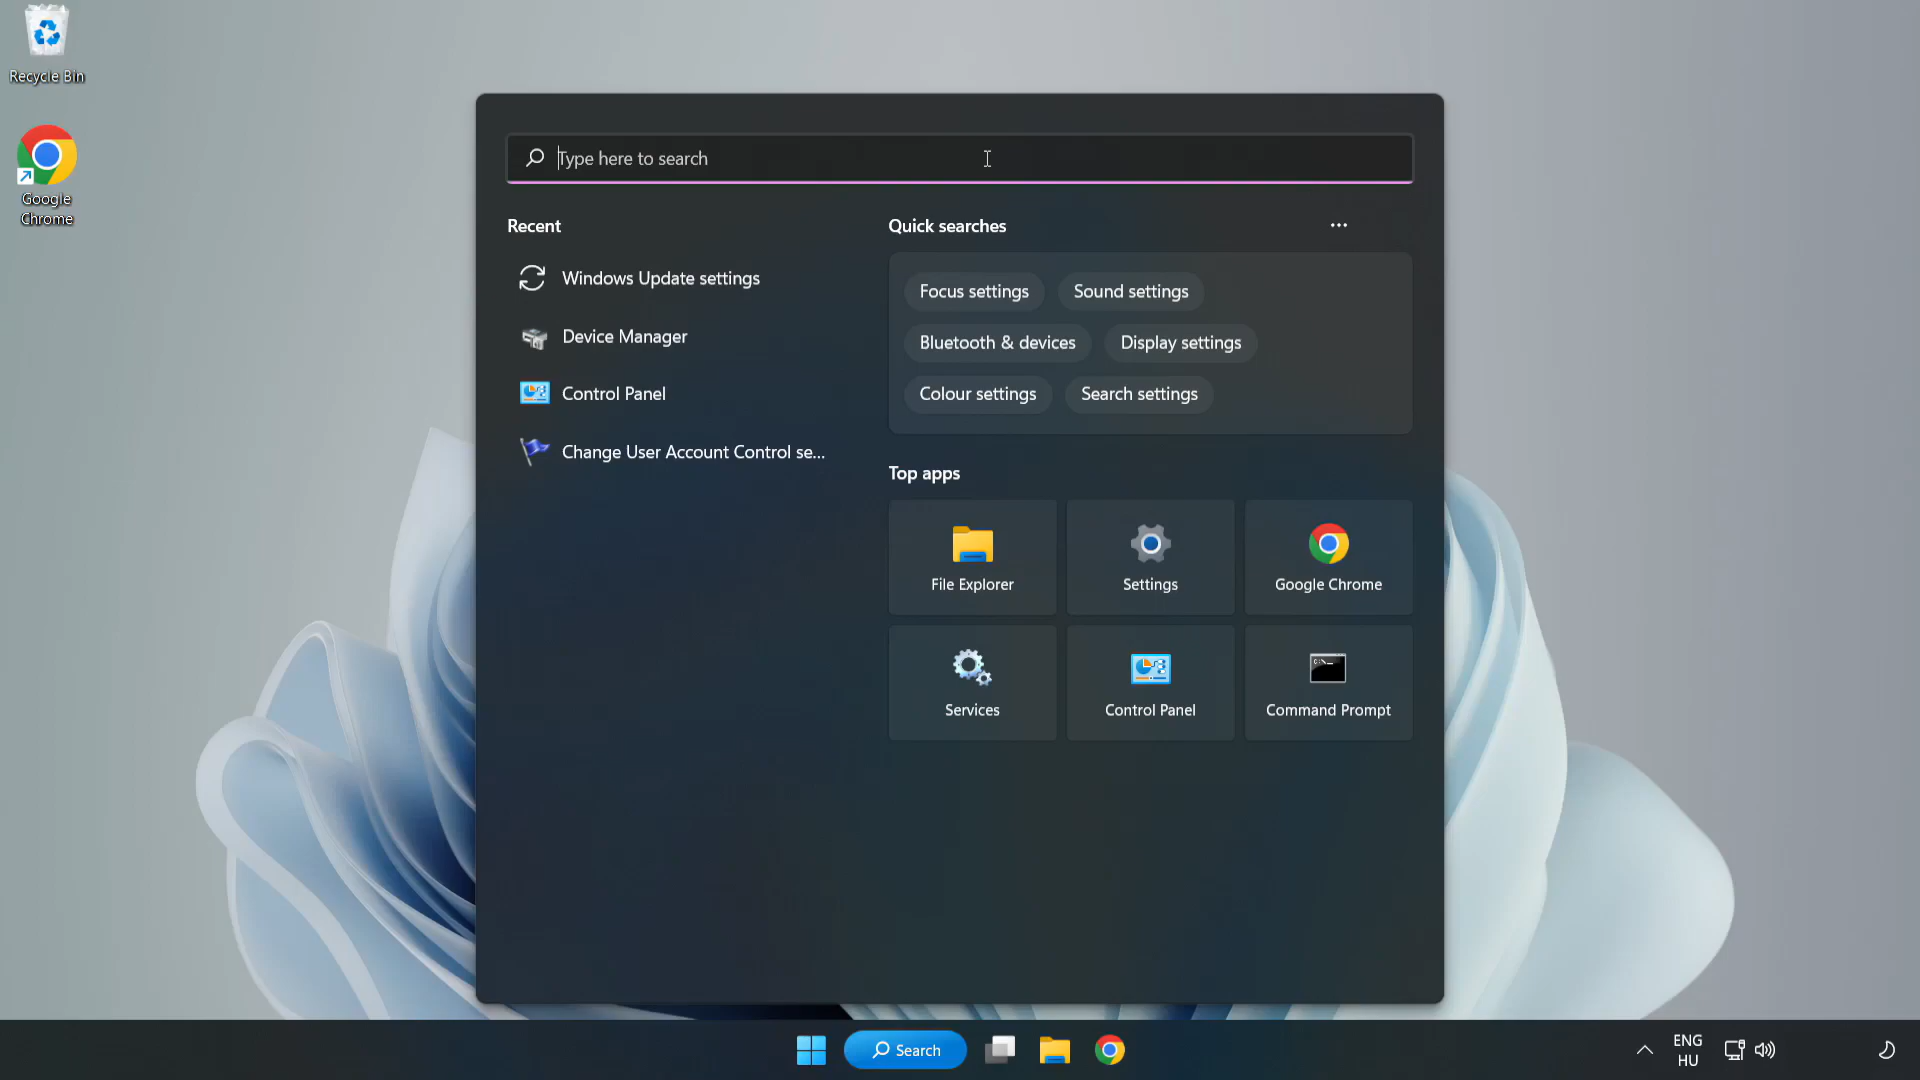 Recycle Bin
Google
Chrome
Type here to search
Recent
Windows Update settings
Device Manager
Control Panel
Change User Account Control se...
Quick searches
Focus settings
Sound settings
Bluetooth & devices
Display settings
Colour settings
Search settings
Top apps
File Explorer
Settings
Google Chrome
Services
Control Panel
Command Prompt
Search
ENG
HU